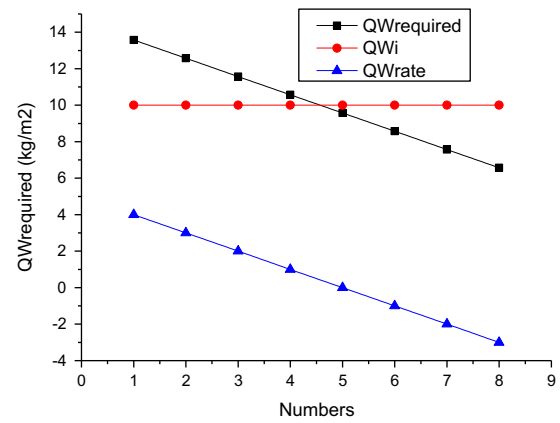 QWrequired
QWi
QWrate
QWrequired (kg/m2)
14
12
10
8
6
4
2
0
-2
-4
0 1 2 3 4 5 6 7 8 9
Numbers